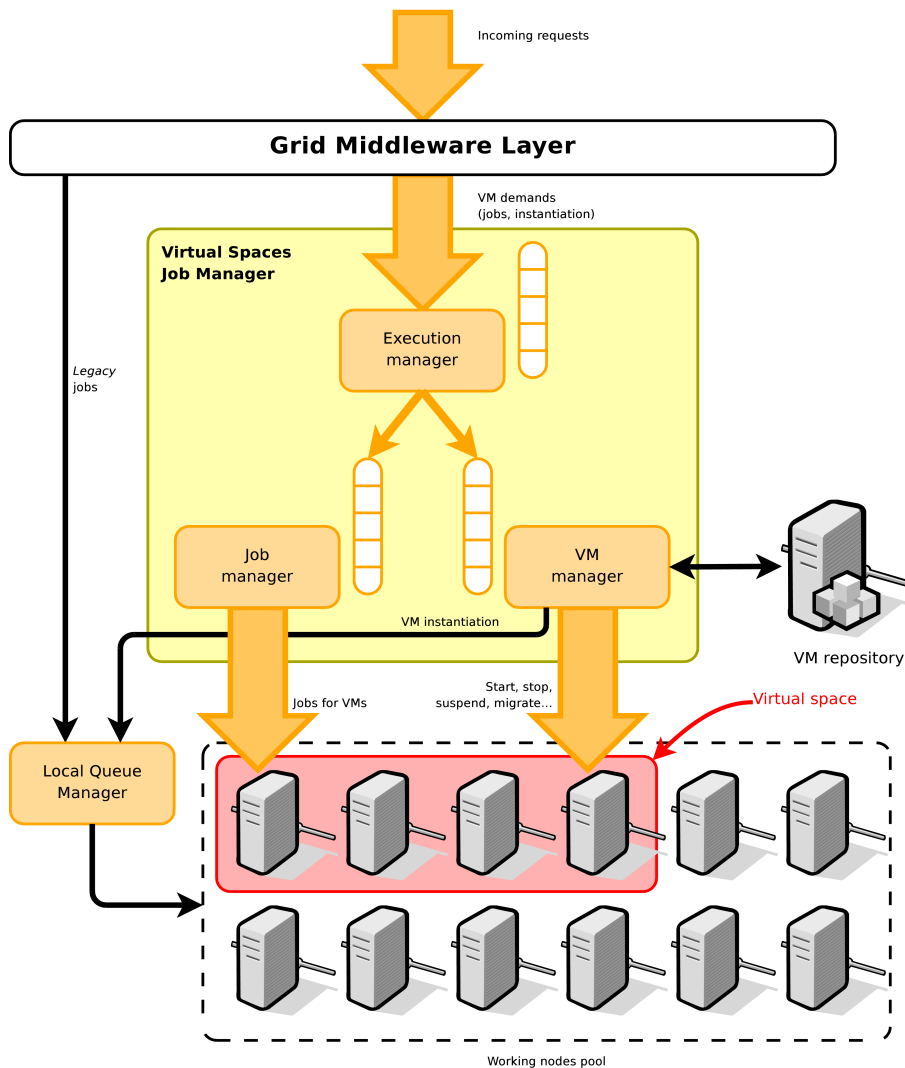 Incoming requests
Grid Middleware Layer
VM demands
(jobs, instantiation)
Virtual Spaces
Job Manager
Execution
manager
Legacy
jobs
Job
manager
VM
manager
VM instantiation
VM repository
Jobs for VMs
Start, stop,
suspend, migrate...
Virtual space
Local Queue
Manager
Working nodes pool